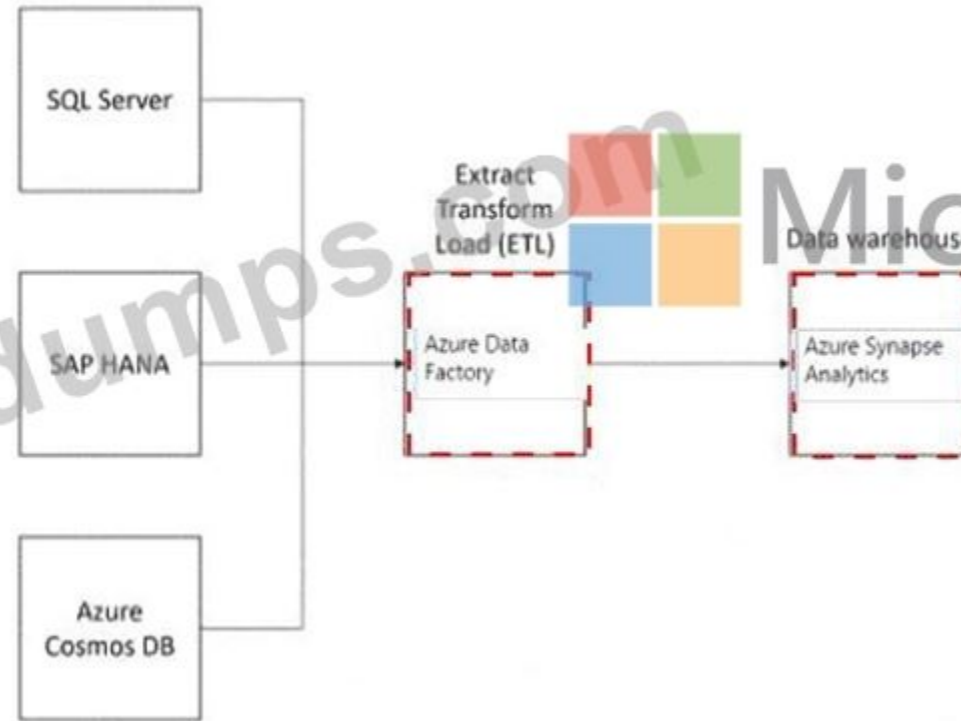 SQL Server
dumps.com
Extract
Transform
Load (ETL)
Mic
Data warehous
SAP HANA
Azure Data
Factory
Azure Synapse
Analytics
Azure
Cosmos DB